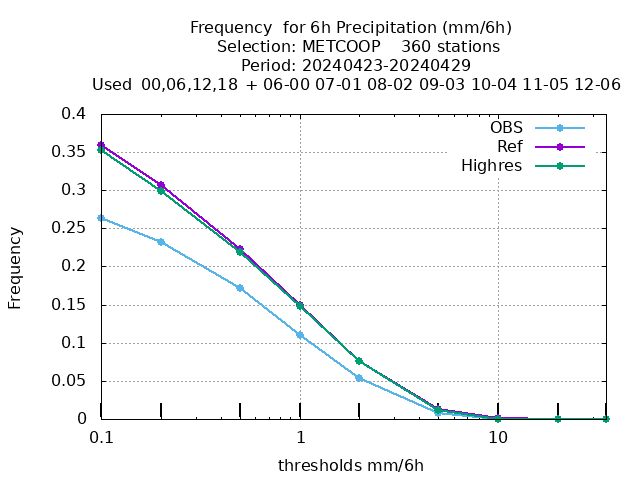 Frequency  for 6h Precipitation (mm/6h)
Selection: METCOOP    360 stations
Period: 20240423-20240429
Used  00,06,12,18  + 06-00 07-01 08-02 09-03 10-04 11-05 12-06
0.4
0.35
0.3
0.25
0.2
0.15
0.1
0.05
0
Frequency
OBS
Ref
Highres
0.1 1 10
thresholds mm/6h